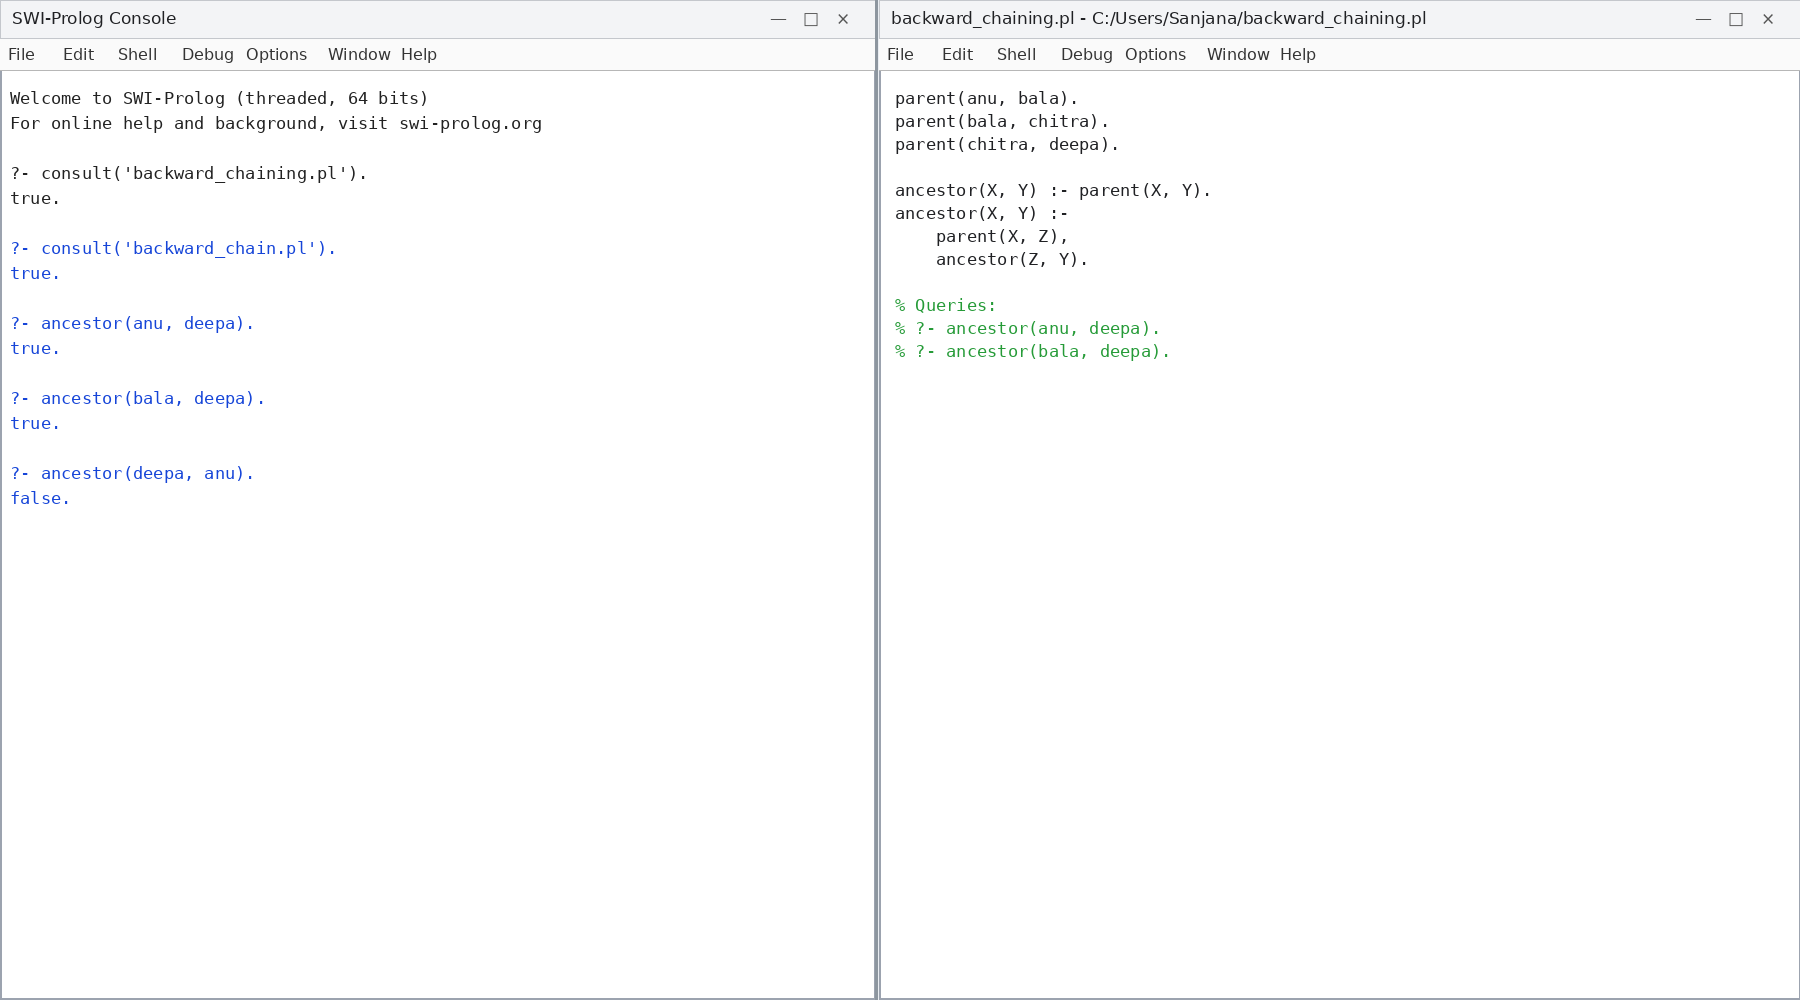 SWI-Prolog Console
File Edit Shell Debug Options Window Help
Welcome to SWI-Prolog (threaded, 64 bits)
For online help and background, visit swi-prolog.org
?- consult('backward_chaining.pl').
true.
?- consult('backward_chain.pl').
true.
?- ancestor(anu, deepa).
true.
?- ancestor(bala, deepa).
true.
?- ancestor(deepa, anu).
false.
backward_chaining.pl - C:/Users/Sanjana/backward_chaining.pl
File Edit Shell Debug Options Window Help
parent(anu, bala).
parent(bala, chitra).
parent(chitra, deepa).
ancestor(X, Y) :- parent(X, Y).
ancestor(X, Y) :-
    parent(X, Z),
    ancestor(Z, Y).
% Queries:
% ?- ancestor(anu, deepa).
% ?- ancestor(bala, deepa).